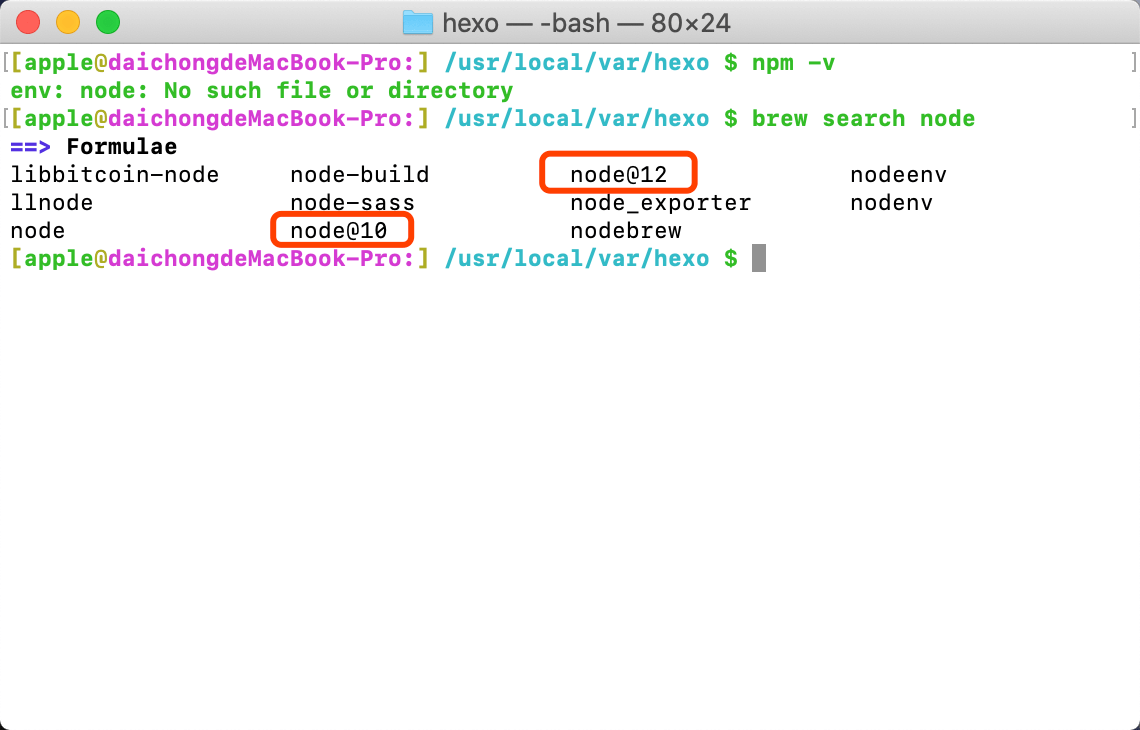 hexo — -bash — 80×24
[[apple@daichongdeMacBook-Pro:] /usr/local/var/hexo $ npm -v ]
env: node: No such file or directory
[[apple@daichongdeMacBook-Pro:] /usr/local/var/hexo $ brew search node ]
==> Formulae
libbitcoin-node node-build node@12 nodeenv
llnode node-sass node_exporter nodenv
node node@10 nodebrew
[apple@daichongdeMacBook-Pro:] /usr/local/var/hexo $